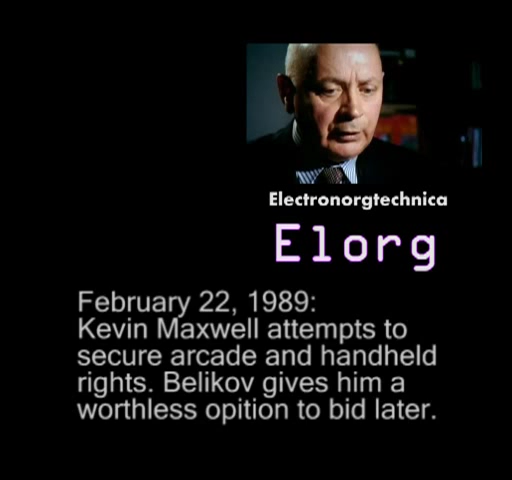 Electronorgtechnica
Elorg
February 22, 1989:
Kevin Maxwell attempts to
secure arcade and handheld
rights. Belikov gives him a
worthless opition to bid later.